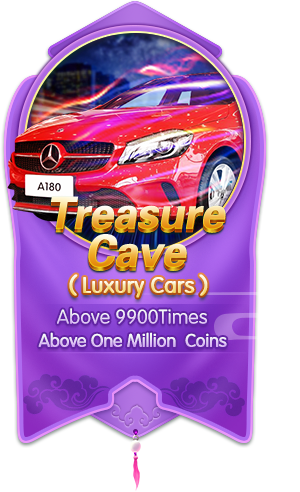 A180
Treasure
Cave
(Luxury Cars)
Above 9900Times
Above One Million Coins